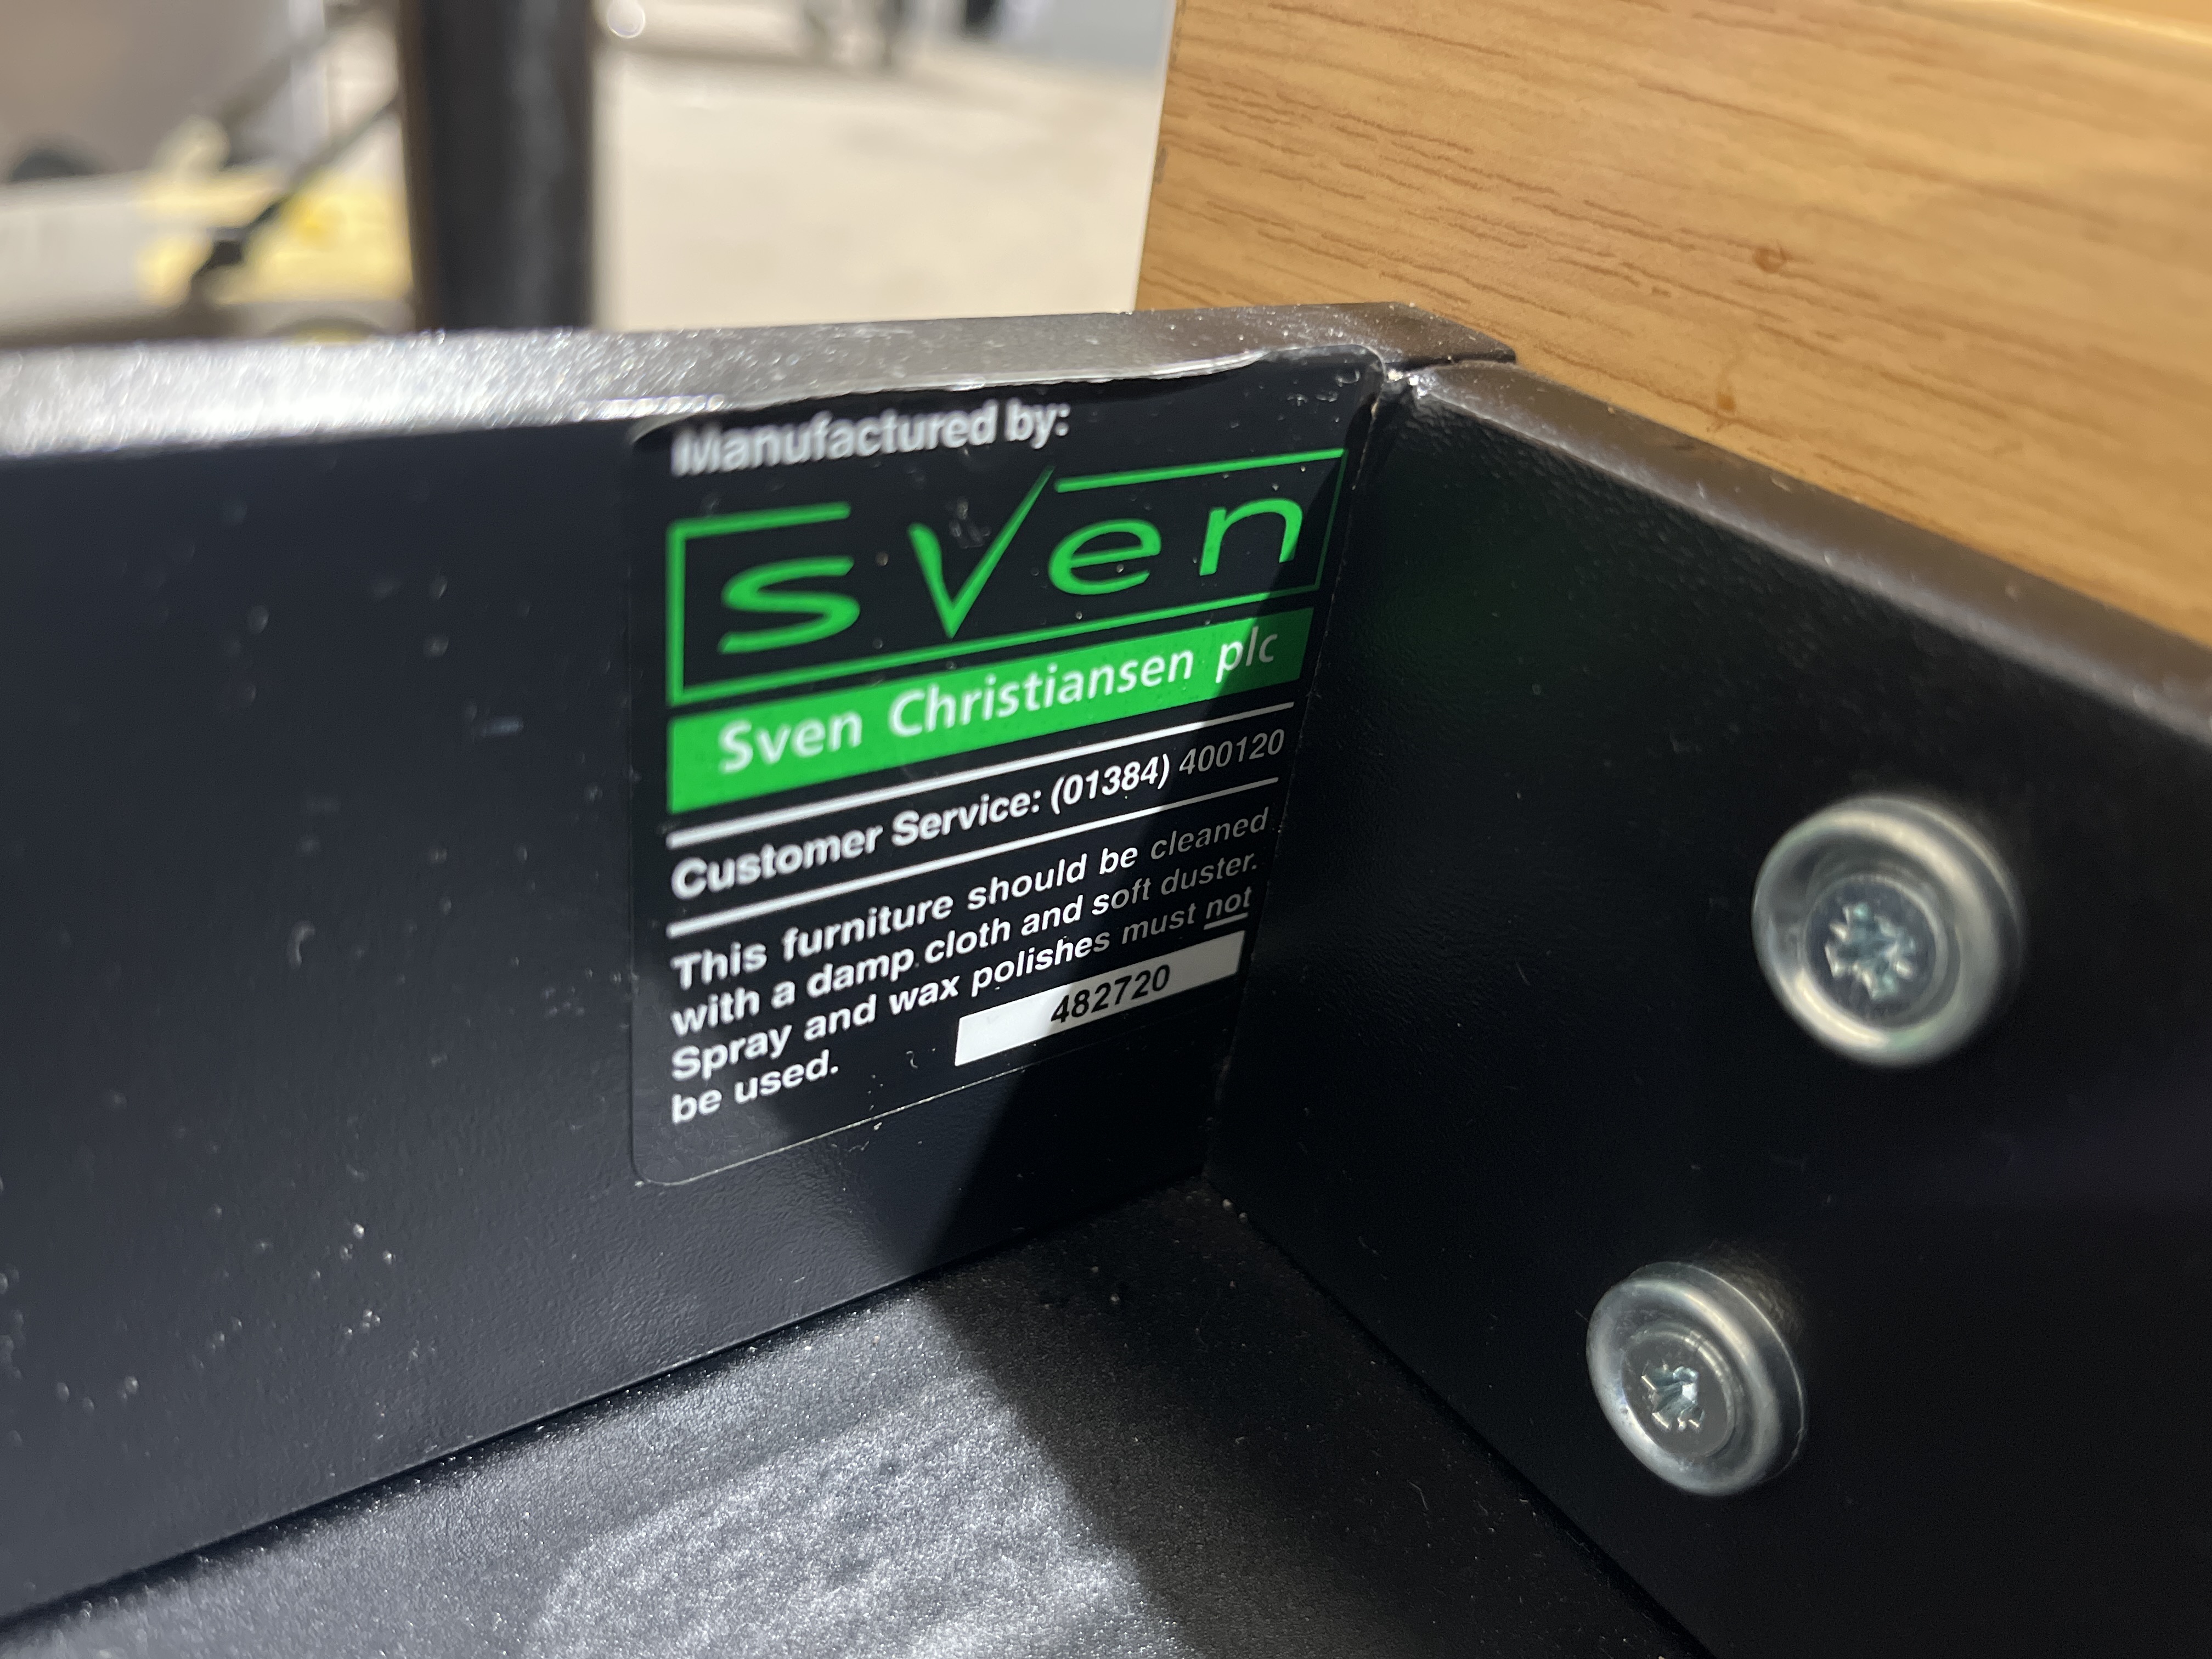 Manufactured by:
sven
Sven Christiansen plc
Customer Service: (01384) 400120
This furniture should be cleaned
with a damp cloth and soft duster.
Spray and wax polishes must not
be used.
482720